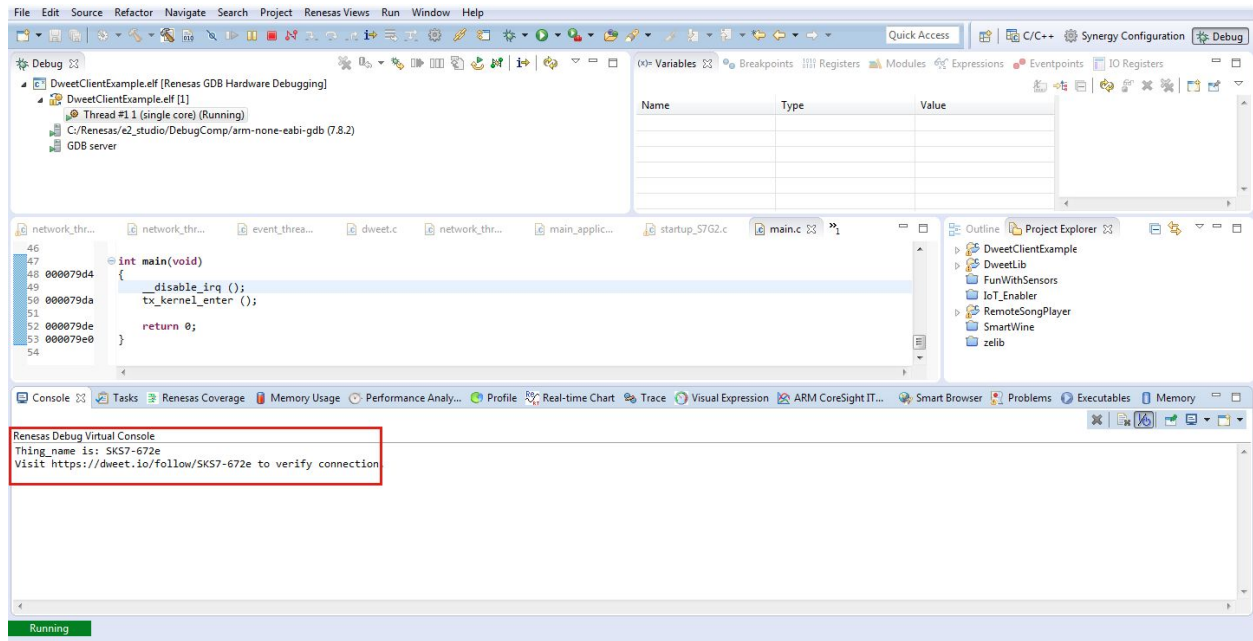 File Edit Source Refactor Navigate Search Project Renesas Views Run Window Help
Quick Access C/C++ Synergy Configuration Debug
Debug
DweetClientExample.elf [Renesas GDB Hardware Debugging]
DweetClientExample.elf [1]
Thread #1 1 (single core) (Running)
C:/Renesas/e2_studio/DebugComp/arm-none-eabi-gdb (7.8.2)
GDB server
(x)= Variables Breakpoints Registers Modules Expressions Eventpoints IO Registers
Name Type Value
network_thr... network_thr... event_threa... dweet.c network_thr... main_applic... startup_S7G2.c main.c »1
46
47 int main(void)
48 000079d4 {
49 __disable_irq ();
50 000079da tx_kernel_enter ();
51
52 000079de return 0;
53 000079e0 }
54
Outline Project Explorer
DweetClientExample
DweetLib
FunWithSensors
IoT_Enabler
RemoteSongPlayer
SmartWine
zelib
Console Tasks Renesas Coverage Memory Usage Performance Analy... Profile Real-time Chart Trace Visual Expression ARM CoreSight IT... Smart Browser Problems Executables Memory
Renesas Debug Virtual Console
Thing_name is: SKS7-672e
Visit https://dweet.io/follow/SKS7-672e to verify connection
Running